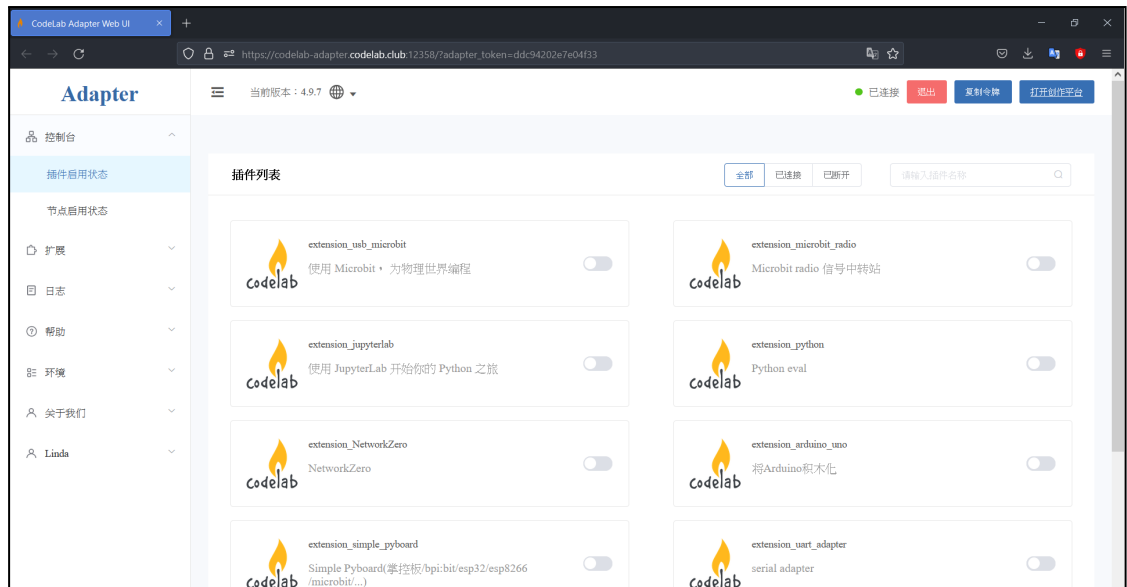 CodeLab Adapter Web UI
https://codelab-adapter.codelab.club:12358/?adapter_token=ddc94202e7e04f33
Adapter
当前版本：4.9.7
已连接
退出
复制令牌
打开创作平台
控制台
插件启用状态
节点启用状态
扩展
日志
帮助
环境
关于我们
Linda
插件列表
全部
已连接
已断开
请输入插件名称
codelab
extension_usb_microbit
使用 Microbit， 为物理世界编程
codelab
extension_microbit_radio
Microbit radio 信号中转站
codelab
extension_jupyterlab
使用 JupyterLab 开始你的 Python 之旅
codelab
extension_python
Python eval
codelab
extension_NetworkZero
NetworkZero
codelab
extension_arduino_uno
将Arduino积木化
codelab
extension_simple_pyboard
Simple Pyboard(掌控板/bpi:bit/esp32/esp8266
/microbit/...)
codelab
extension_uart_adapter
serial adapter